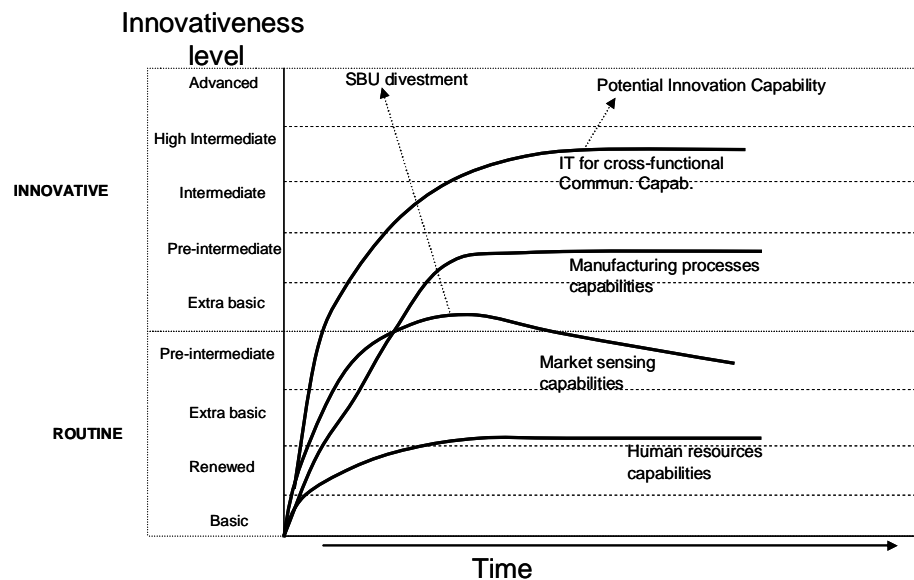 Innovativeness
level
SBU divestment
Advanced
Potential Innovation Capability
High Intermediate
IT for cross-functional
Commun. Capab.
INNOVATIVE
Intermediate
Pre-intermediate
Manufacturing processes
capabilities
Extra basic
Pre-intermediate
Market sensing
capabilities
Extra basic
ROUTINE
Human resources
capabilities
Renewed
Basic
Time